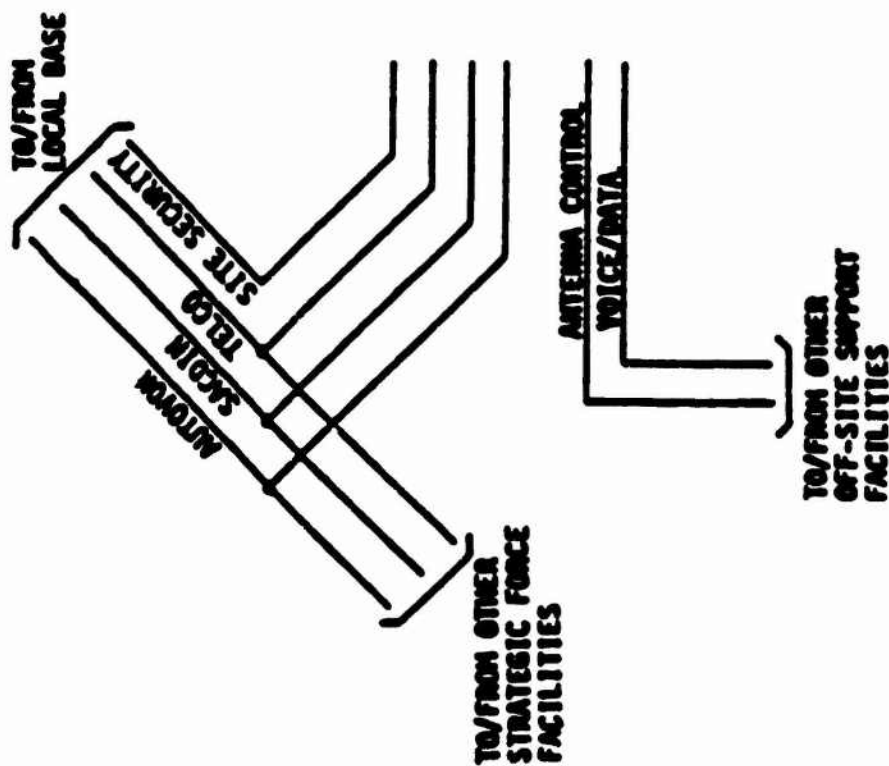 TO/FROM
LOCAL BASE
SITE SECURITY
TELCO
SACDIN
AUTOVON
ANTENNA CONTROL
VOICE/DATA
TO/FROM OTHER
STRATEGIC FORCE
FACILITIES
TO/FROM OTHER
OFF-SITE SUPPORT
FACILITIES